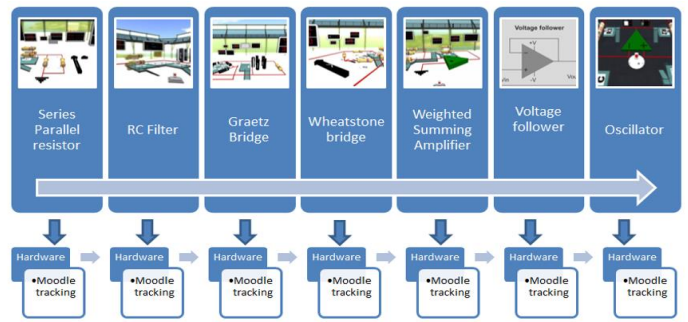 Voltage follower
+V
-V
Vin
Vou
Series
Parallel
resistor
RC Filter
Graetz
Bridge
Wheatstone
bridge
Weighted
Summing
Amplifier
Voltage
follower
Oscillator
Hardware
Hardware
Hardware
Hardware
Hardware
Hardware
Hardware
•Moodle
tracking
•Moodle
tracking
•Moodle
tracking
•Moodle
tracking
•Moodle
tracking
•Moodle
tracking
•Moodle
tracking